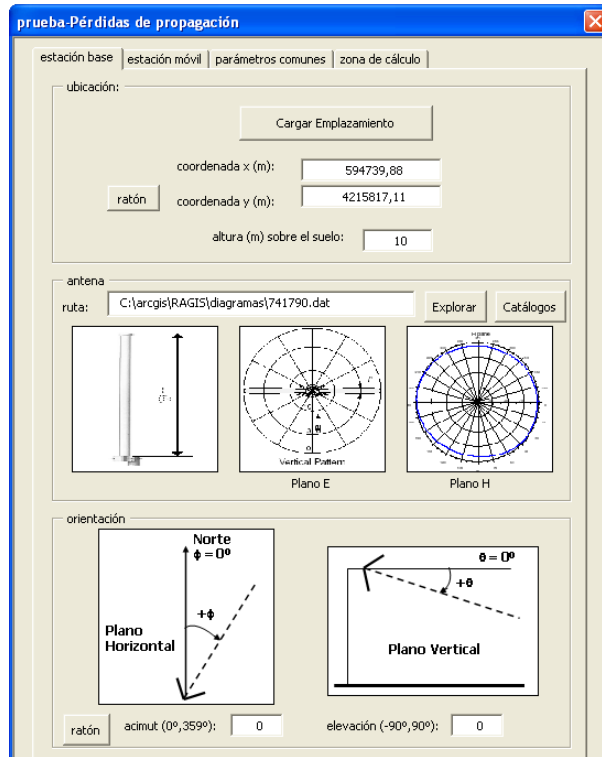 prueba-Pérdidas de propagación
estación base estación móvil parámetros comunes zona de cálculo
ubicación:
Cargar Emplazamiento
coordenada x (m): 594739,88
ratón coordenada y (m): 4215817,11
altura (m) sobre el suelo: 10
antena
ruta: C:\arcgis\RAGIS\diagramas\741790.dat Explorar Catálogos
Vertical Pattern
Plano E Plano H
orientación
Norte
ϕ = 0º
+ϕ
Plano
Horizontal
θ = 0º
+θ
Plano Vertical
ratón acimut (0º,359º): 0 elevación (-90º,90º): 0